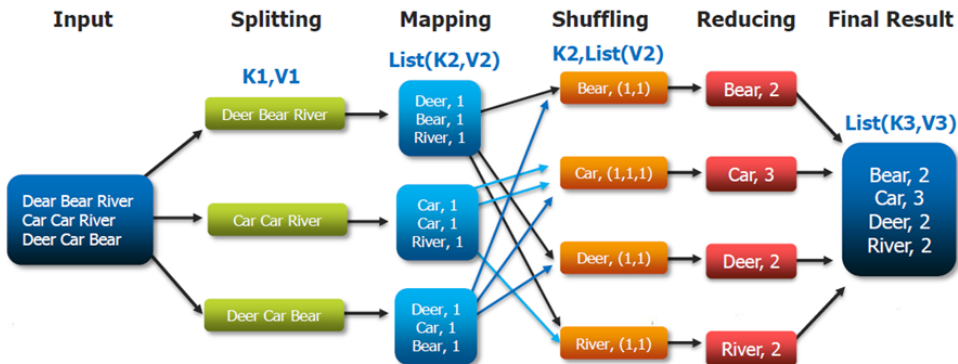 Input
Splitting
Mapping
Shuffling
Reducing
Final Result
K1,V1
List(K2,V2)
K2,List(V2)
List(K3,V3)
Dear Bear River
Car Car River
Deer Car Bear
Deer Bear River
Car Car River
Deer Car Bear
Deer, 1
Bear, 1
River, 1
Car, 1
Car, 1
River, 1
Deer, 1
Car, 1
Bear, 1
Bear, (1,1)
Car, (1,1,1)
Deer, (1,1)
River, (1,1)
Bear, 2
Car, 3
Deer, 2
River, 2
Bear, 2
Car, 3
Deer, 2
River, 2